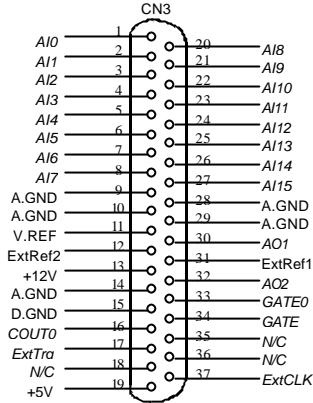 CN3
AI0 1
AI1 2
AI2 3
AI3 4
AI4 5
AI5 6
AI6 7
AI7 8
A.GND 9
A.GND 10
V.REF 11
ExtRef2 12
+12V 13
A.GND 14
D.GND 15
COUT0 16
ExtTrg 17
N/C 18
+5V 19
20 AI8
21 AI9
22 AI10
23 AI11
24 AI12
25 AI13
26 AI14
27 AI15
28 A.GND
29 A.GND
30 AO1
31 ExtRef1
32 AO2
33 GATE0
34 GATE
35 N/C
36 N/C
37 ExtCLK